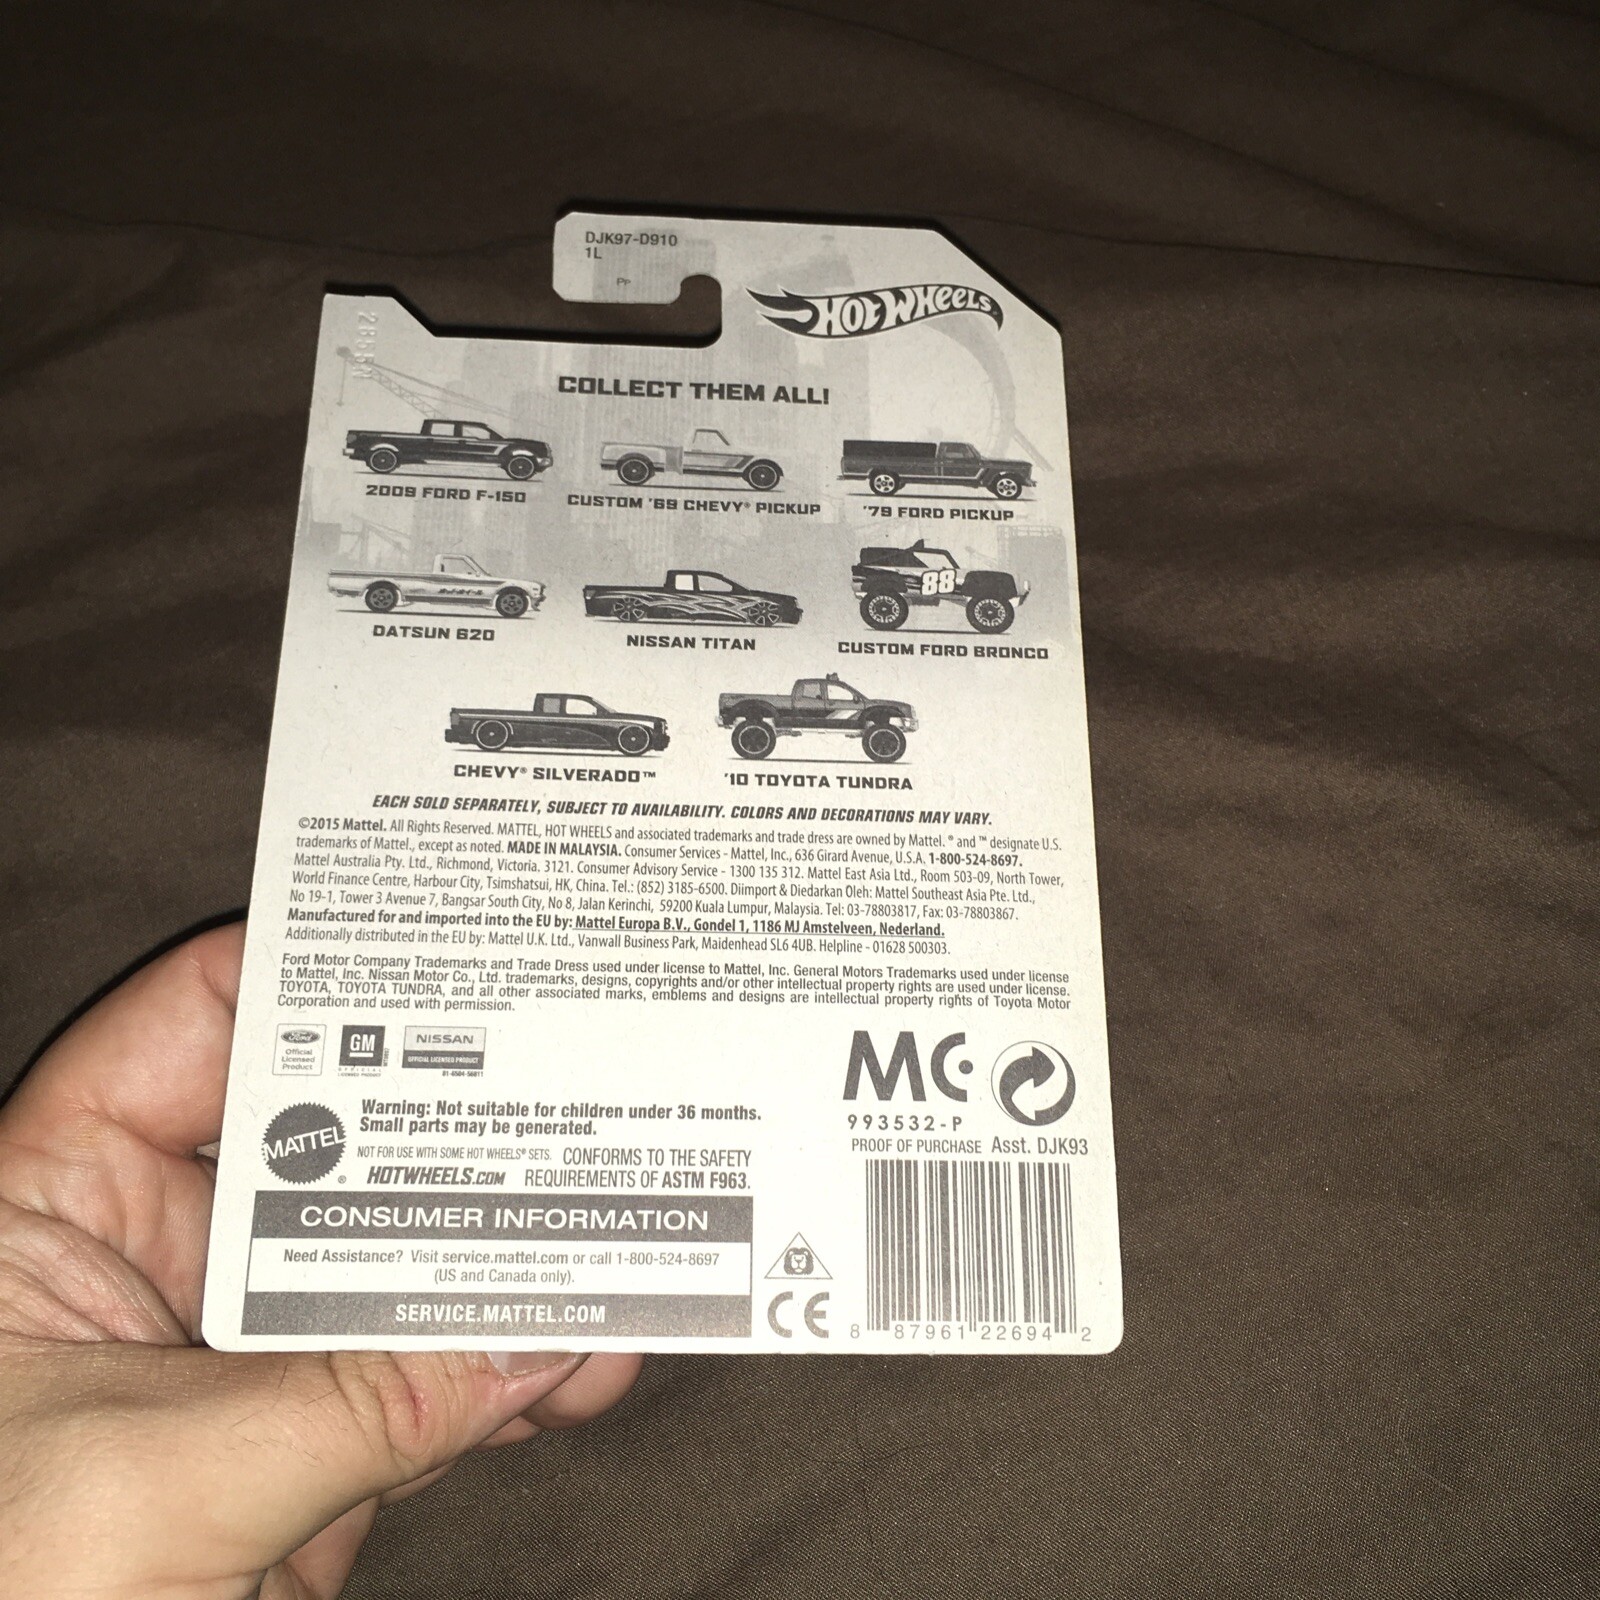 DJK97-D910
1L
PP
HOT WHEELS
COLLECT THEM ALL!
2009 FORD F-150
CUSTOM '69 CHEVY® PICKUP
'79 FORD PICKUP
88
DATSUN 620
NISSAN TITAN
CUSTOM FORD BRONCO
CHEVY® SILVERADO™
'10 TOYOTA TUNDRA
EACH SOLD SEPARATELY, SUBJECT TO AVAILABILITY. COLORS AND DECORATIONS MAY VARY.
©2015 Mattel. All Rights Reserved. MATTEL, HOT WHEELS and associated trademarks and trade dress are owned by Mattel. ® and ™ designate U.S.
trademarks of Mattel., except as noted. MADE IN MALAYSIA. Consumer Services - Mattel, Inc., 636 Girard Avenue, U.S.A. 1-800-524-8697.
Mattel Australia Pty. Ltd., Richmond, Victoria. 3121. Consumer Advisory Service - 1300 135 312. Mattel East Asia Ltd., Room 503-09, North Tower,
World Finance Centre, Harbour City, Tsimshatsui, HK, China. Tel.: (852) 3185-6500. Diimport & Diedarkan Oleh: Mattel Southeast Asia Pte. Ltd.,
No 19-1, Tower 3 Avenue 7, Bangsar South City, No 8, Jalan Kerinchi, 59200 Kuala Lumpur, Malaysia. Tel: 03-78803817, Fax: 03-78803867.
Manufactured for and imported into the EU by: Mattel Europa B.V., Gondel 1, 1186 MJ Amstelveen, Nederland.
Additionally distributed in the EU by: Mattel U.K. Ltd., Vanwall Business Park, Maidenhead SL6 4UB. Helpline - 01628 500303.
Ford Motor Company Trademarks and Trade Dress used under license to Mattel, Inc. General Motors Trademarks used under license
to Mattel, Inc. Nissan Motor Co., Ltd. trademarks, designs, copyrights and/or other intellectual property rights are used under license.
TOYOTA, TOYOTA TUNDRA, and all other associated marks, emblems and designs are intellectual property rights of Toyota Motor
Corporation and used with permission.
Ford
Official
Licensed
Product
GM
OFFICIAL
LICENSED PRODUCT
NISSAN
OFFICIAL LICENSED PRODUCT
MC
993532-P
PROOF OF PURCHASE Asst. DJK93
MATTEL
®
Warning: Not suitable for children under 36 months.
Small parts may be generated.
NOT FOR USE WITH SOME HOT WHEELS® SETS. CONFORMS TO THE SAFETY
HOTWHEELS.COM REQUIREMENTS OF ASTM F963.
CONSUMER INFORMATION
Need Assistance? Visit service.mattel.com or call 1-800-524-8697
(US and Canada only).
SERVICE.MATTEL.COM
CE
8 87961 22694 2